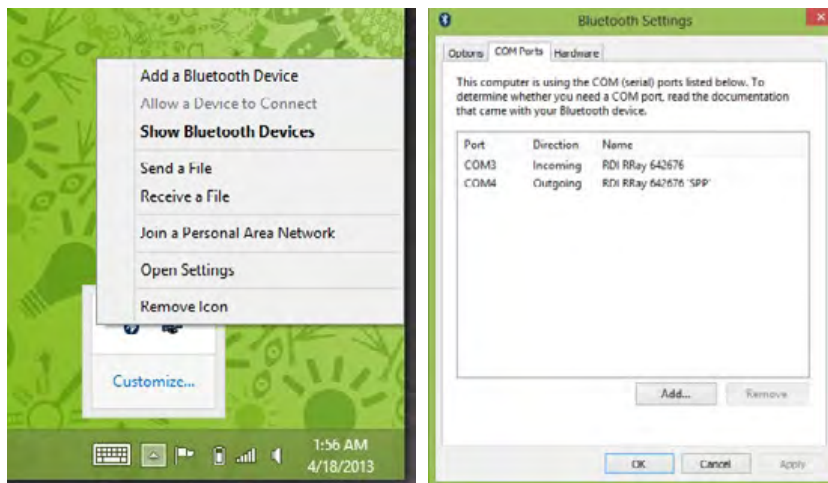 Add a Bluetooth Device
Allow a Device to Connect
Show Bluetooth Devices
Send a File
Receive a File
Join a Personal Area Network
Open Settings
Remove Icon
Customize...
1:56 AM
4/18/2013
Bluetooth Settings
Options COM Ports Hardware
This computer is using the COM (serial) ports listed below. To
determine whether you need a COM port, read the documentation
that came with your Bluetooth device.
Port Direction Name
COM3 Incoming RDI RRay 642676
COM4 Outgoing RDI RRay 642676 'SPP'
Add... Remove
OK Cancel Apply